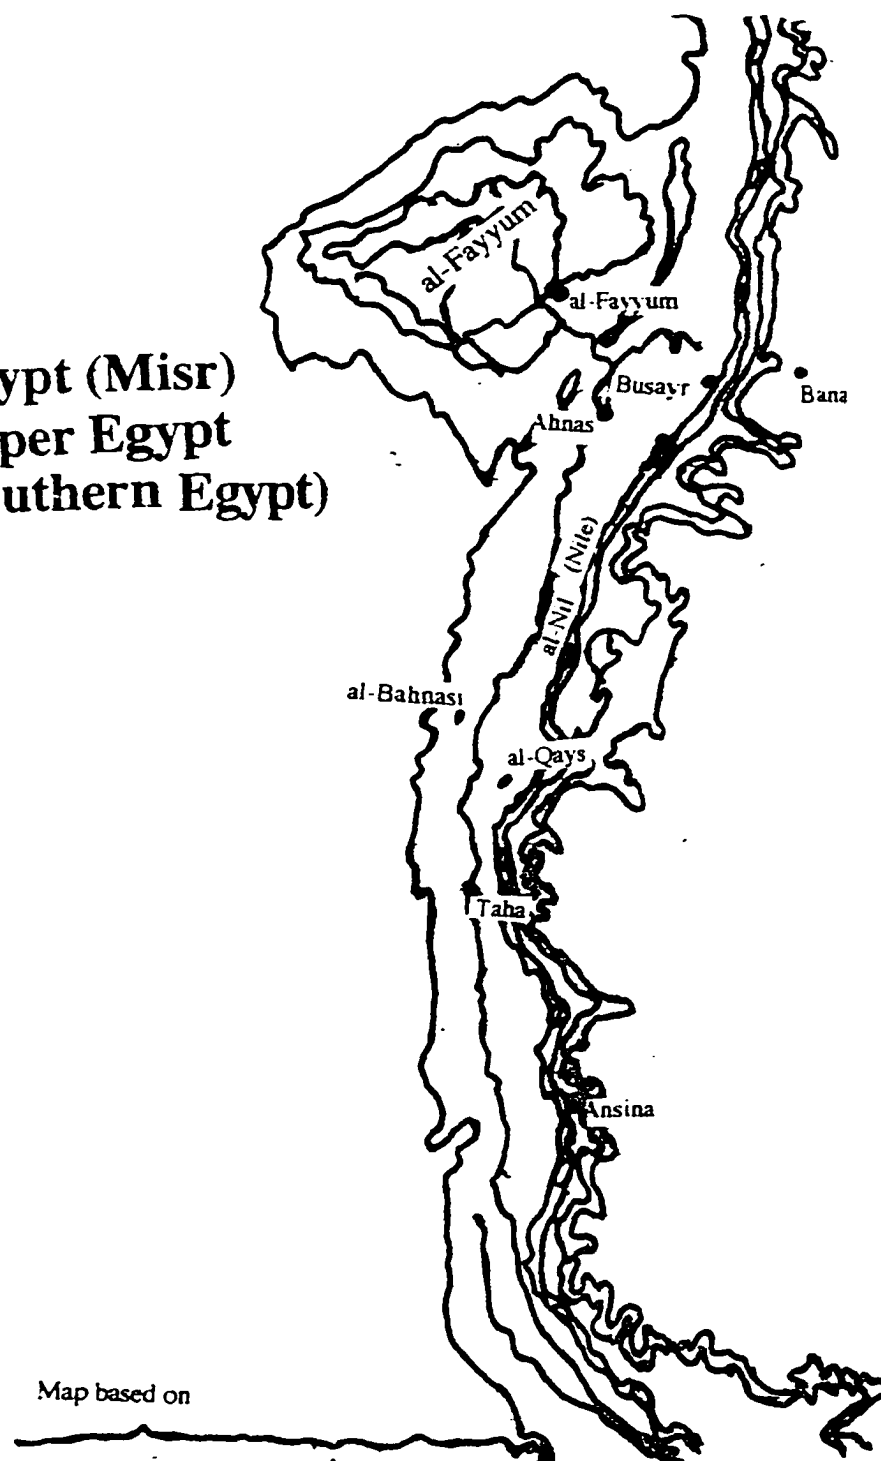 al-Fayyum
al-Fayyum
ypt (Misr)
per Egypt
uthern Egypt)
Busayr
Bana
Ahnas
al-Nil (Nile)
al-Bahnasi
al-Qays
Taha
Ansina
Map based on